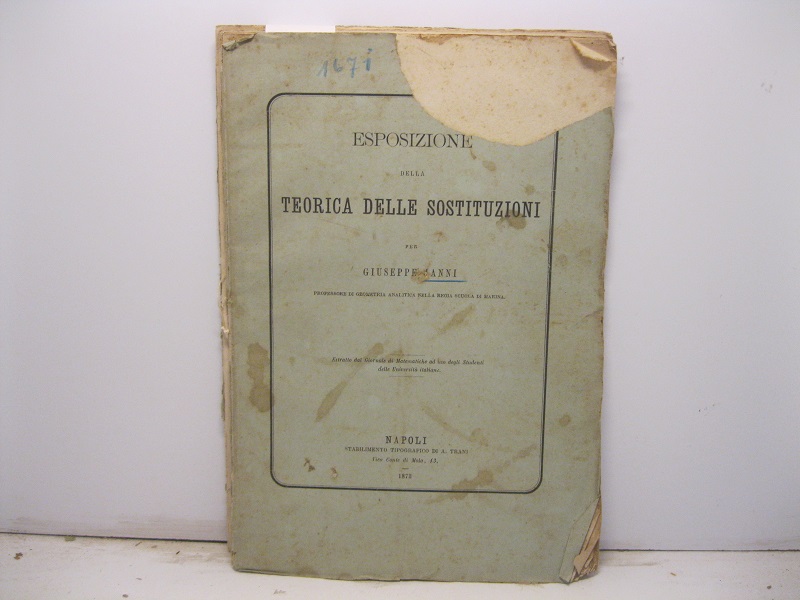 1671
ESPOSIZIONE
DELLA
TEORICA DELLE SOSTITUZIONI
PER
GIUSEPPE
PROFESSORE DI GEOMETRIA ANALITICA NELLA REGIA SCUOLA DI MARINA.
Estratto dal Giornale di Matematiche ad uso degli Studenti
delle Università italiane.
NAPOLI
STABILIMENTO TIPOGRAFICO DI A. TRANI
Vico Conte di Mola, 43.
1873